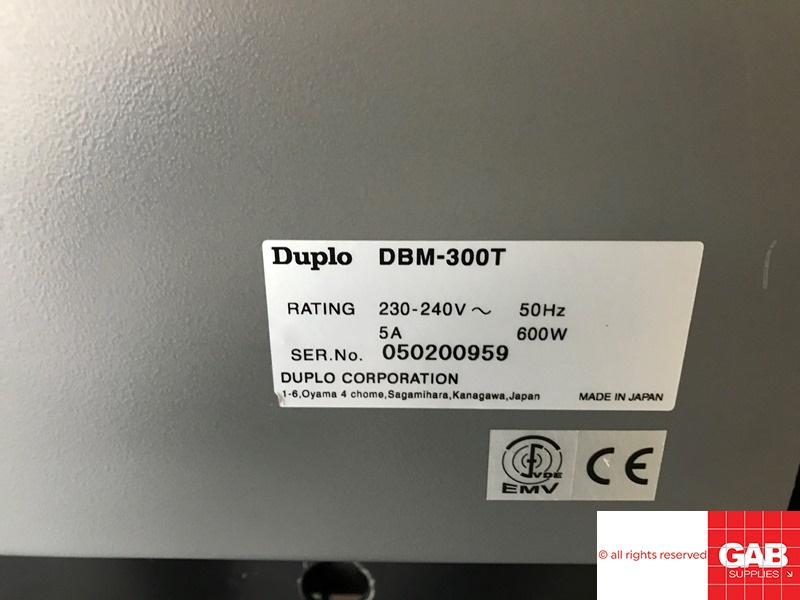 Duplo DBM-300T
RATING 230-240V ～ 50Hz
5A 600W
SER.No. 050200959
DUPLO CORPORATION
1-6,Oyama 4 chome,Sagamihara,Kanagawa,Japan MADE IN JAPAN
VDE
EMV
CE
© all rights reserved
GAB
SUPPLIES